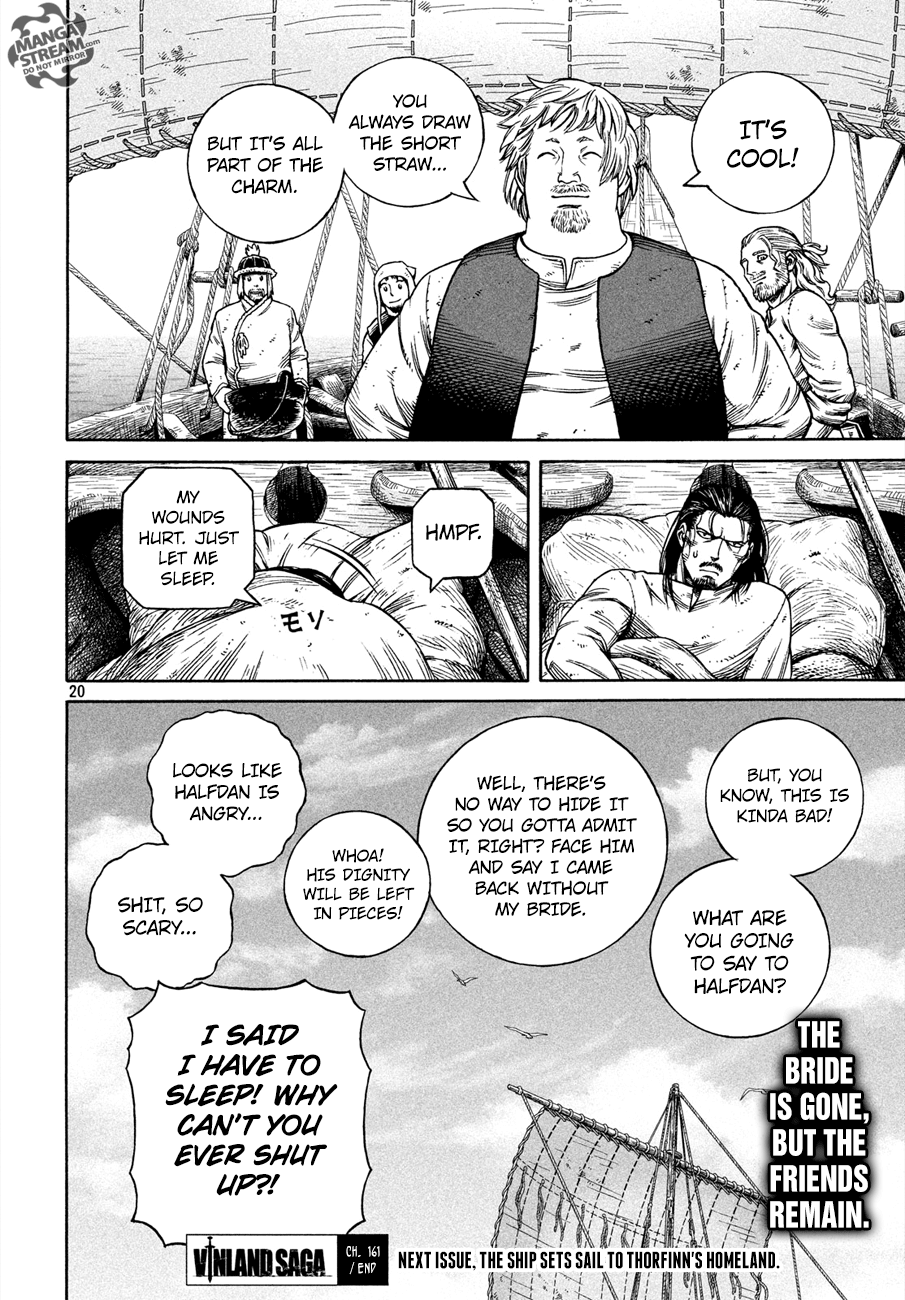 MANGA
STREAM.com
DO NOT MIRROR
IT'S
COOL!
YOU
ALWAYS DRAW
THE SHORT
STRAW...
BUT IT'S ALL
PART OF THE
CHARM.
HMPF.
MY
WOUNDS
HURT. JUST
LET ME
SLEEP.
モソ
20
BUT, YOU
KNOW, THIS IS
KINDA BAD!
WHAT ARE
YOU GOING
TO SAY TO
HALFDAN?
WELL, THERE'S
NO WAY TO HIDE IT
SO YOU GOTTA ADMIT
IT, RIGHT? FACE HIM
AND SAY I CAME
BACK WITHOUT
MY BRIDE.
WHOA!
HIS DIGNITY
WILL BE LEFT
IN PIECES!
LOOKS LIKE
HALFDAN IS
ANGRY...
SHIT, SO
SCARY...
I SAID
I HAVE TO
SLEEP! WHY
CAN'T YOU
EVER SHUT
UP?!
THE
BRIDE
IS GONE,
BUT THE
FRIENDS
REMAIN.
VINLAND SAGA
CH. 161
/ END
NEXT ISSUE, THE SHIP SETS SAIL TO THORFINN'S HOMELAND.